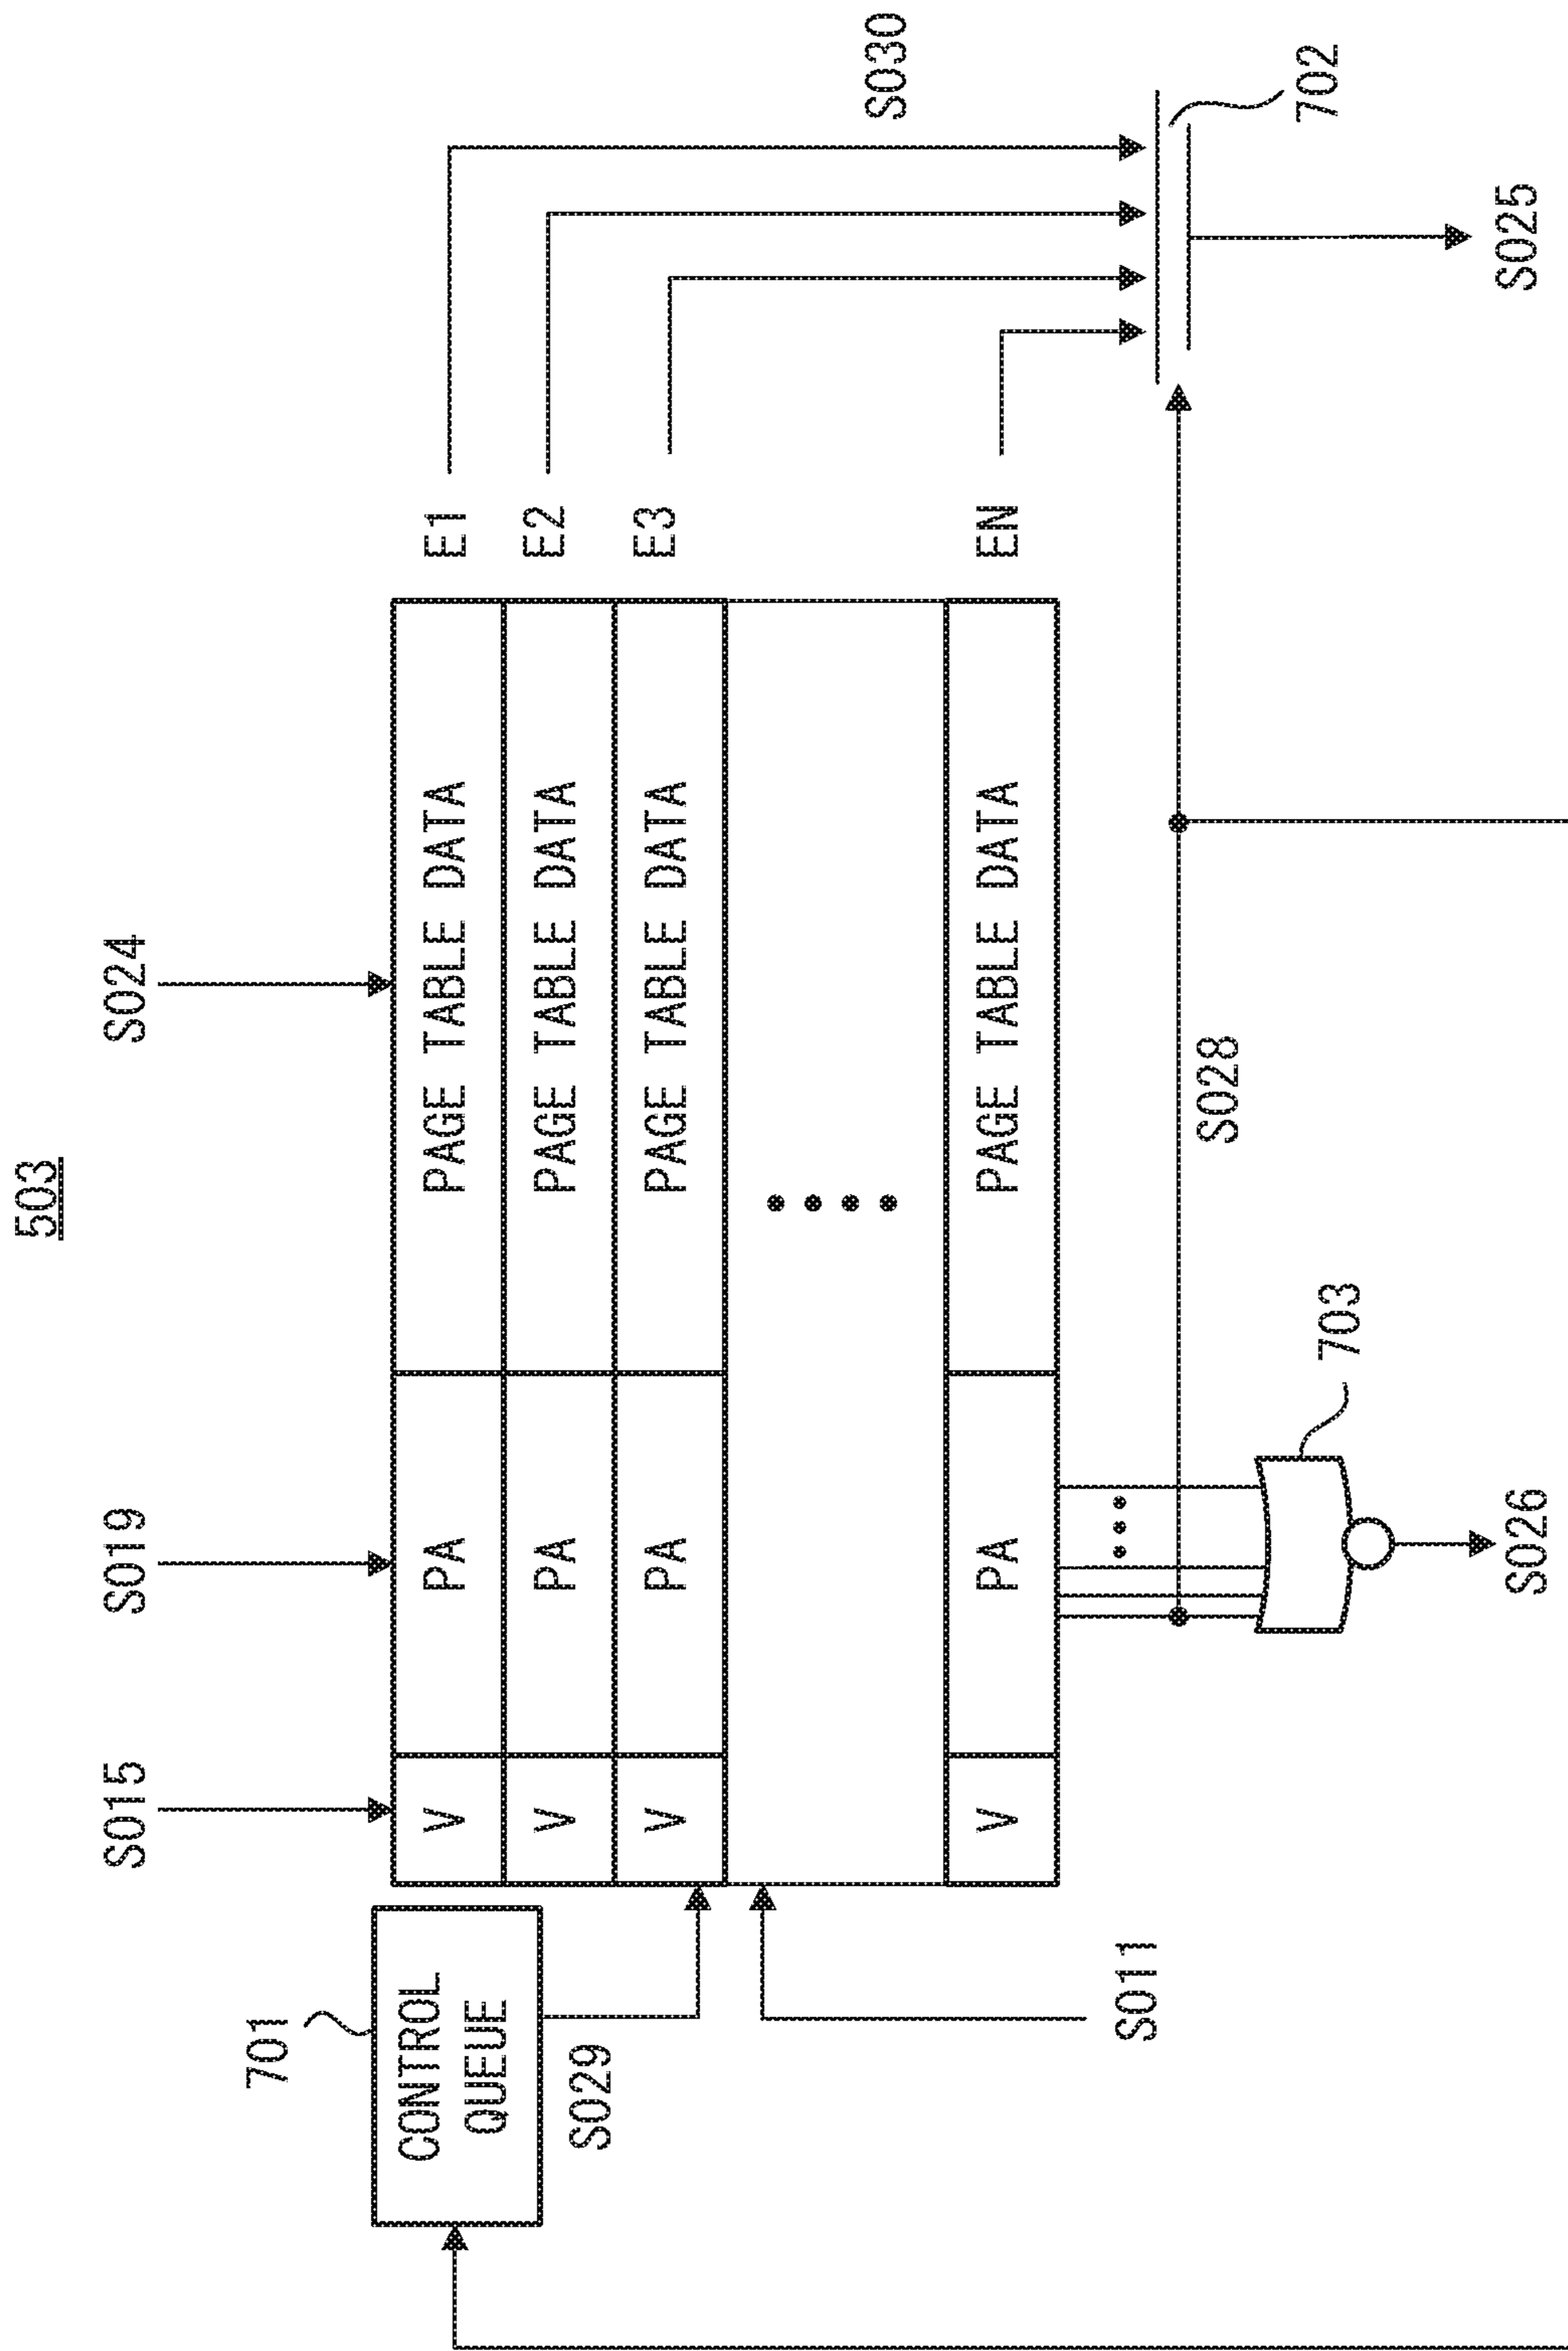 503
S015
S019
S024
701
CONTROL
QUEUE
S029
S011
V
PA
PAGE TABLE DATA
E1
V
PA
PAGE TABLE DATA
E2
V
PA
PAGE TABLE DATA
E3
V
PA
PAGE TABLE DATA
EN
S030
S028
702
703
S026
S025